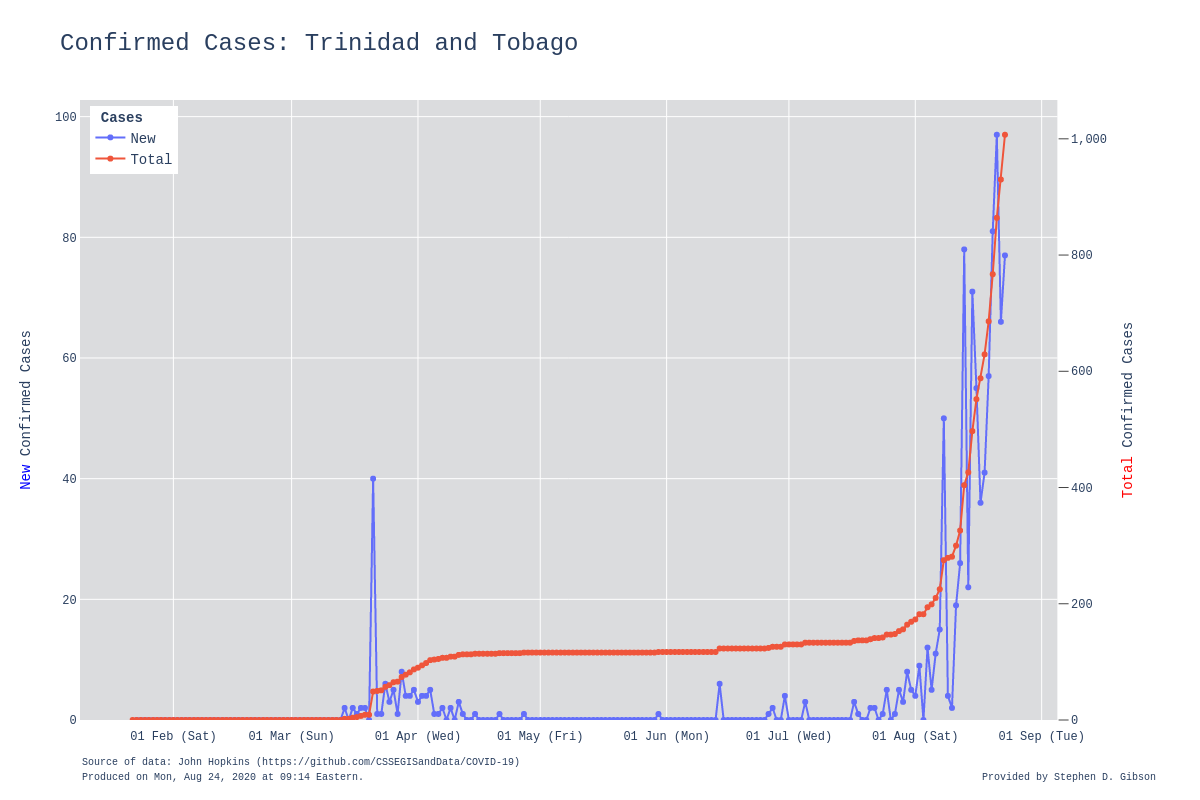 Confirmed Cases: Trinidad and Tobago
Cases
New
Total
100
80
60
40
20
0
1,000
800
600
400
200
0
New Confirmed Cases
Total Confirmed Cases
01 Feb (Sat) 01 Mar (Sun) 01 Apr (Wed) 01 May (Fri) 01 Jun (Mon) 01 Jul (Wed) 01 Aug (Sat) 01 Sep (Tue)
Source of data: John Hopkins (https://github.com/CSSEGISandData/COVID-19)
Produced on Mon, Aug 24, 2020 at 09:14 Eastern.
Provided by Stephen D. Gibson